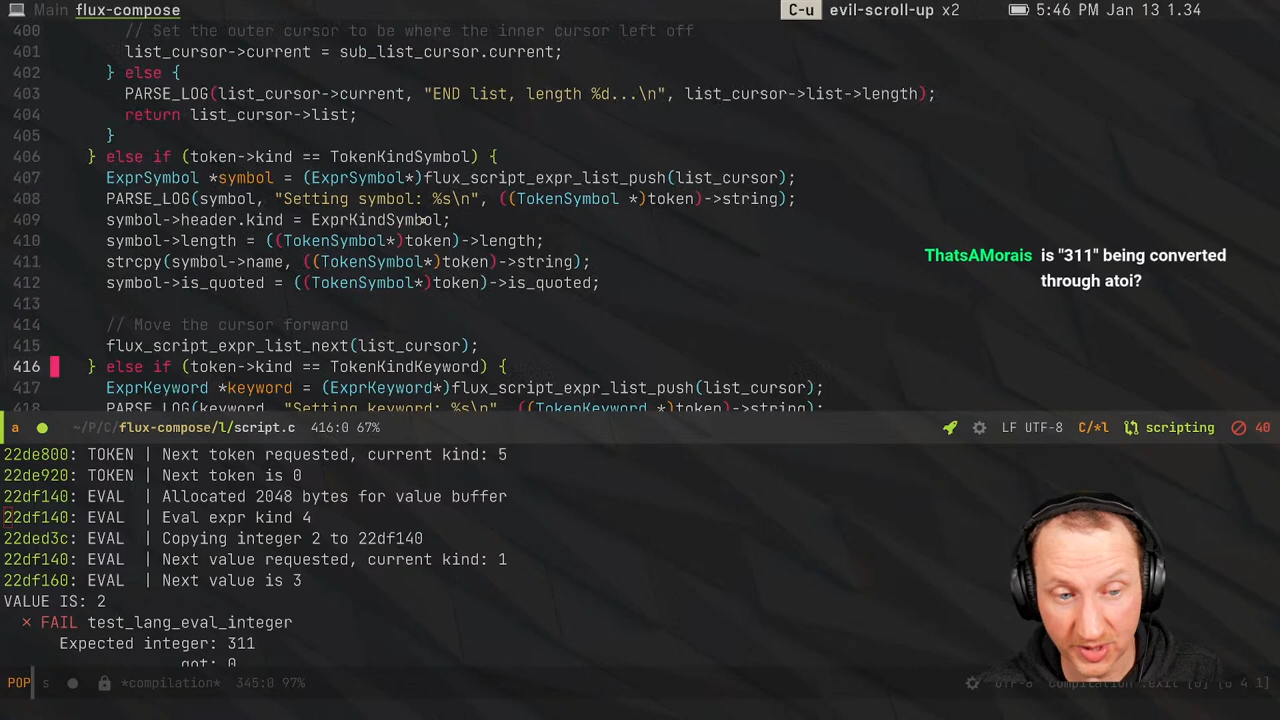 Main flux-compose C-u evil-scroll-up x2 5:46 PM Jan 13 1.34
400 // Set the outer cursor to be where the inner cursor left off
401 list_cursor->current = sub_list_cursor.current;
402 } else {
403 PARSE_LOG(list_cursor->current, "END list, length %d...\n", list_cursor->list->length);
404 return list_cursor->list;
405 }
406 } else if (token->kind == TokenKindSymbol) {
407 ExprSymbol *symbol = (ExprSymbol*)flux_script_expr_list_push(list_cursor);
408 PARSE_LOG(symbol, "Setting symbol: %s\n", ((TokenSymbol *)token)->string);
409 symbol->header.kind = ExprKindSymbol;
410 symbol->length = ((TokenSymbol*)token)->length;
411 strcpy(symbol->name, ((TokenSymbol*)token)->string);
412 symbol->is_quoted = ((TokenSymbol*)token)->is_quoted;
413
414 // Move the cursor forward
415 flux_script_expr_list_next(list_cursor);
416 } else if (token->kind == TokenKindKeyword) {
417 ExprKeyword *keyword = (ExprKeyword*)flux_script_expr_list_push(list_cursor);
418 PARSE_LOG(keyword, "Setting keyword: %s\n", ((TokenKeyword *)token)->string);
ThatsAMorais is "311" being converted
through atoi?
a ~/P/C/flux-compose/l/script.c 416:0 67% LF UTF-8 C/*l scripting 40
22de800: TOKEN | Next token requested, current kind: 5
22de920: TOKEN | Next token is 0
22df140: EVAL | Allocated 2048 bytes for value buffer
22df140: EVAL | Eval expr kind 4
22ded3c: EVAL | Copying integer 2 to 22df140
22df140: EVAL | Next value requested, current kind: 1
22df160: EVAL | Next value is 3
VALUE IS: 2
× FAIL test_lang_eval_integer
Expected integer: 311
got: 0
POP s *compilation* 345:0 97% UTF-8